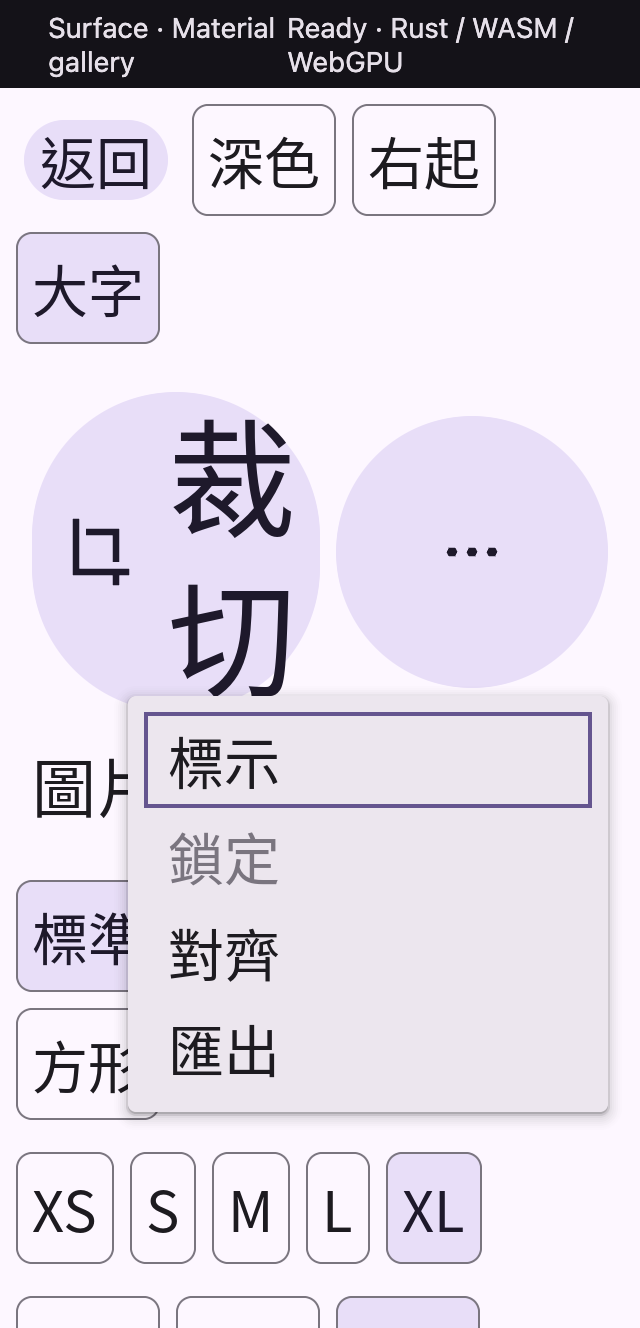 Surface · Material gallery
Ready · Rust / WASM / WebGPU
返回
深色
右起
大字
裁
切
標示
圖片
鎖定
標準
對齊
方形
匯出
XS
S
M
L
XL